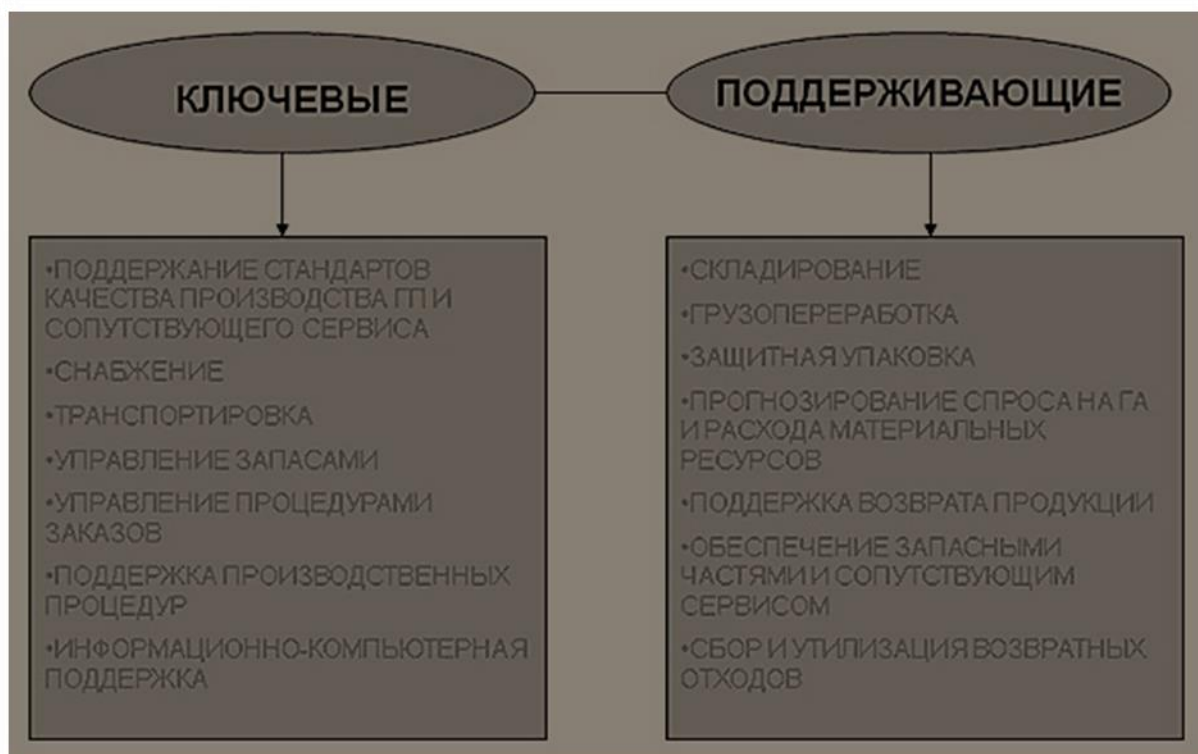 КЛЮЧЕВЫЕ
•ПОДДЕРЖАНИЕ СТАНДАРТОВ
КАЧЕСТВА ПРОИЗВОДСТВА ГП И
СОПУТСТВУЮЩЕГО СЕРВИСА
•СНАБЖЕНИЕ
•ТРАНСПОРТИРОВКА
•УПРАВЛЕНИЕ ЗАПАСАМИ
•УПРАВЛЕНИЕ ПРОЦЕДУРАМИ
ЗАКАЗОВ
•ПОДДЕРЖКА ПРОИЗВОДСТВЕННЫХ
ПРОЦЕДУР
•ИНФОРМАЦИОННО-КОМПЬЮТЕРНАЯ
ПОДДЕРЖКА
ПОДДЕРЖИВАЮЩИЕ
•СКЛАДИРОВАНИЕ
•ГРУЗОПЕРЕРАБОТКА
•ЗАЩИТНАЯ УПАКОВКА
•ПРОГНОЗИРОВАНИЕ СПРОСА НА ГА
И РАСХОДА МАТЕРИАЛЬНЫХ
РЕСУРСОВ
•ПОДДЕРЖКА ВОЗВРАТА ПРОДУКЦИИ
•ОБЕСПЕЧЕНИЕ ЗАПАСНЫМИ
ЧАСТЯМИ И СОПУТСТВУЮЩИМ
СЕРВИСОМ
•СБОР И УТИЛИЗАЦИЯ ВОЗВРАТНЫХ
ОТХОДОВ